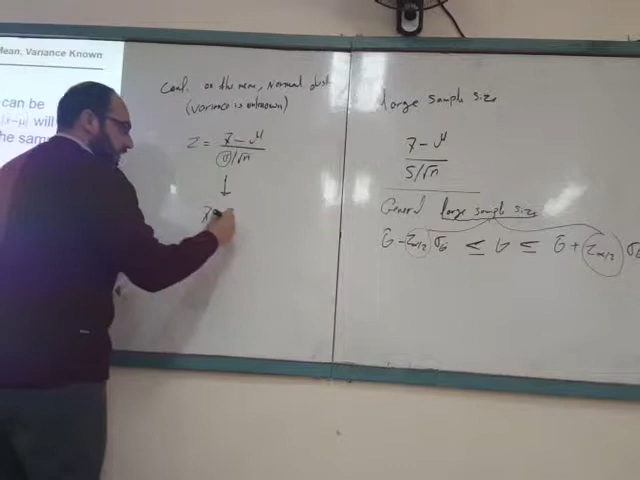 Mean, Variance Known
can be
|x̄-μ| will
the same
Conf. on the mean, Normal dist
(variance is unknown)
Z = X̄ - μ / σ/√n
↓
X̄
large sample size
X̄ - μ / S/√n
General large sample size
θ̂ - Zα/2 σθ̂ ≤ θ ≤ θ̂ + Zα/2 σθ̂